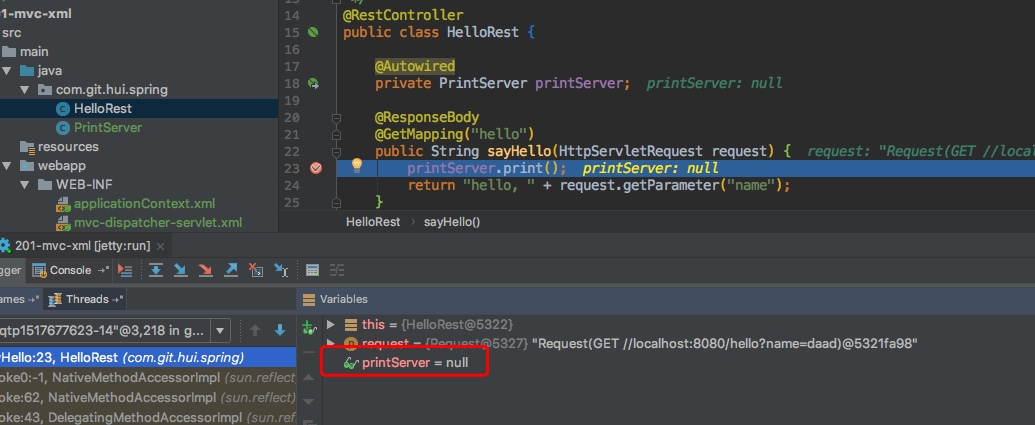 01-mvc-xml
src
main
java
com.git.hui.spring
HelloRest
PrintServer
resources
webapp
WEB-INF
applicationContext.xml
mvc-dispatcher-servlet.xml
14 @RestController
15 public class HelloRest {
16
17 @Autowired
18 private PrintServer printServer; printServer: null
19
20 @ResponseBody
21 @GetMapping("hello")
22 public String sayHello(HttpServletRequest request) { request: "Request(GET //loca
23 printServer.print(); printServer: null
24 return "hello, " + request.getParameter("name");
25 }
HelloRest sayHello()
201-mvc-xml [jetty:run]
gger Console
ames Threads
qtp1517677623-14"@3,218 in g...
yHello:23, HelloRest (com.git.hui.spring)
oke0:-1, NativeMethodAccessorImpl (sun.reflect)
oke:62, NativeMethodAccessorImpl (sun.reflect)
oke:43, DelegatingMethodAccessorImpl (sun.reflect
Variables
this = {HelloRest@5322}
request = {Request@5327} "Request(GET //localhost:8080/hello?name=daad)@5321fa98"
printServer = null